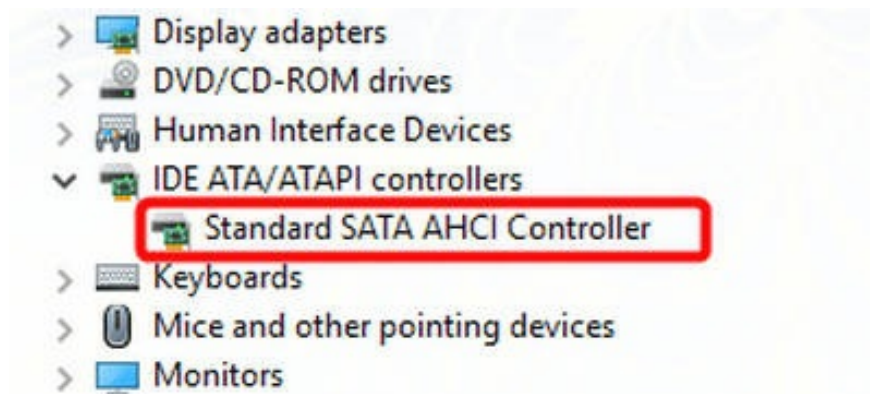 Display adapters
DVD/CD-ROM drives
Human Interface Devices
IDE ATA/ATAPI controllers
Standard SATA AHCI Controller
Keyboards
Mice and other pointing devices
Monitors